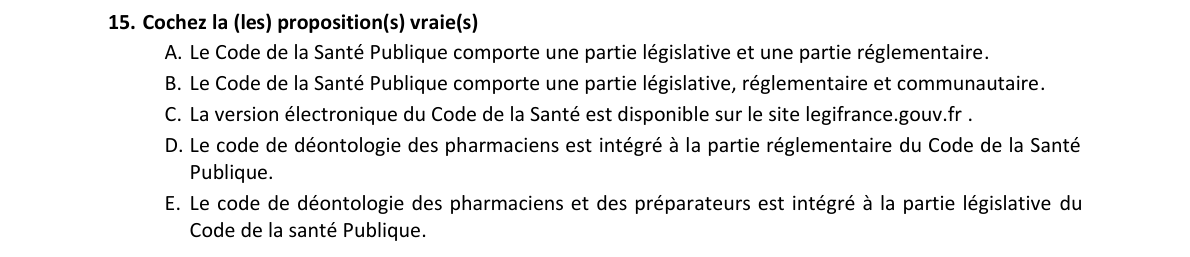 15. Cochez la (les) proposition(s) vraie(s)
A. Le Code de la Santé Publique comporte une partie législative et une partie réglementaire.
B. Le Code de la Santé Publique comporte une partie législative, réglementaire et communautaire.
C. La version électronique du Code de la Santé est disponible sur le site legifrance.gouv.fr .
D. Le code de déontologie des pharmaciens est intégré à la partie réglementaire du Code de la Santé
Publique.
E. Le code de déontologie des pharmaciens et des préparateurs est intégré à la partie législative du
Code de la santé Publique.